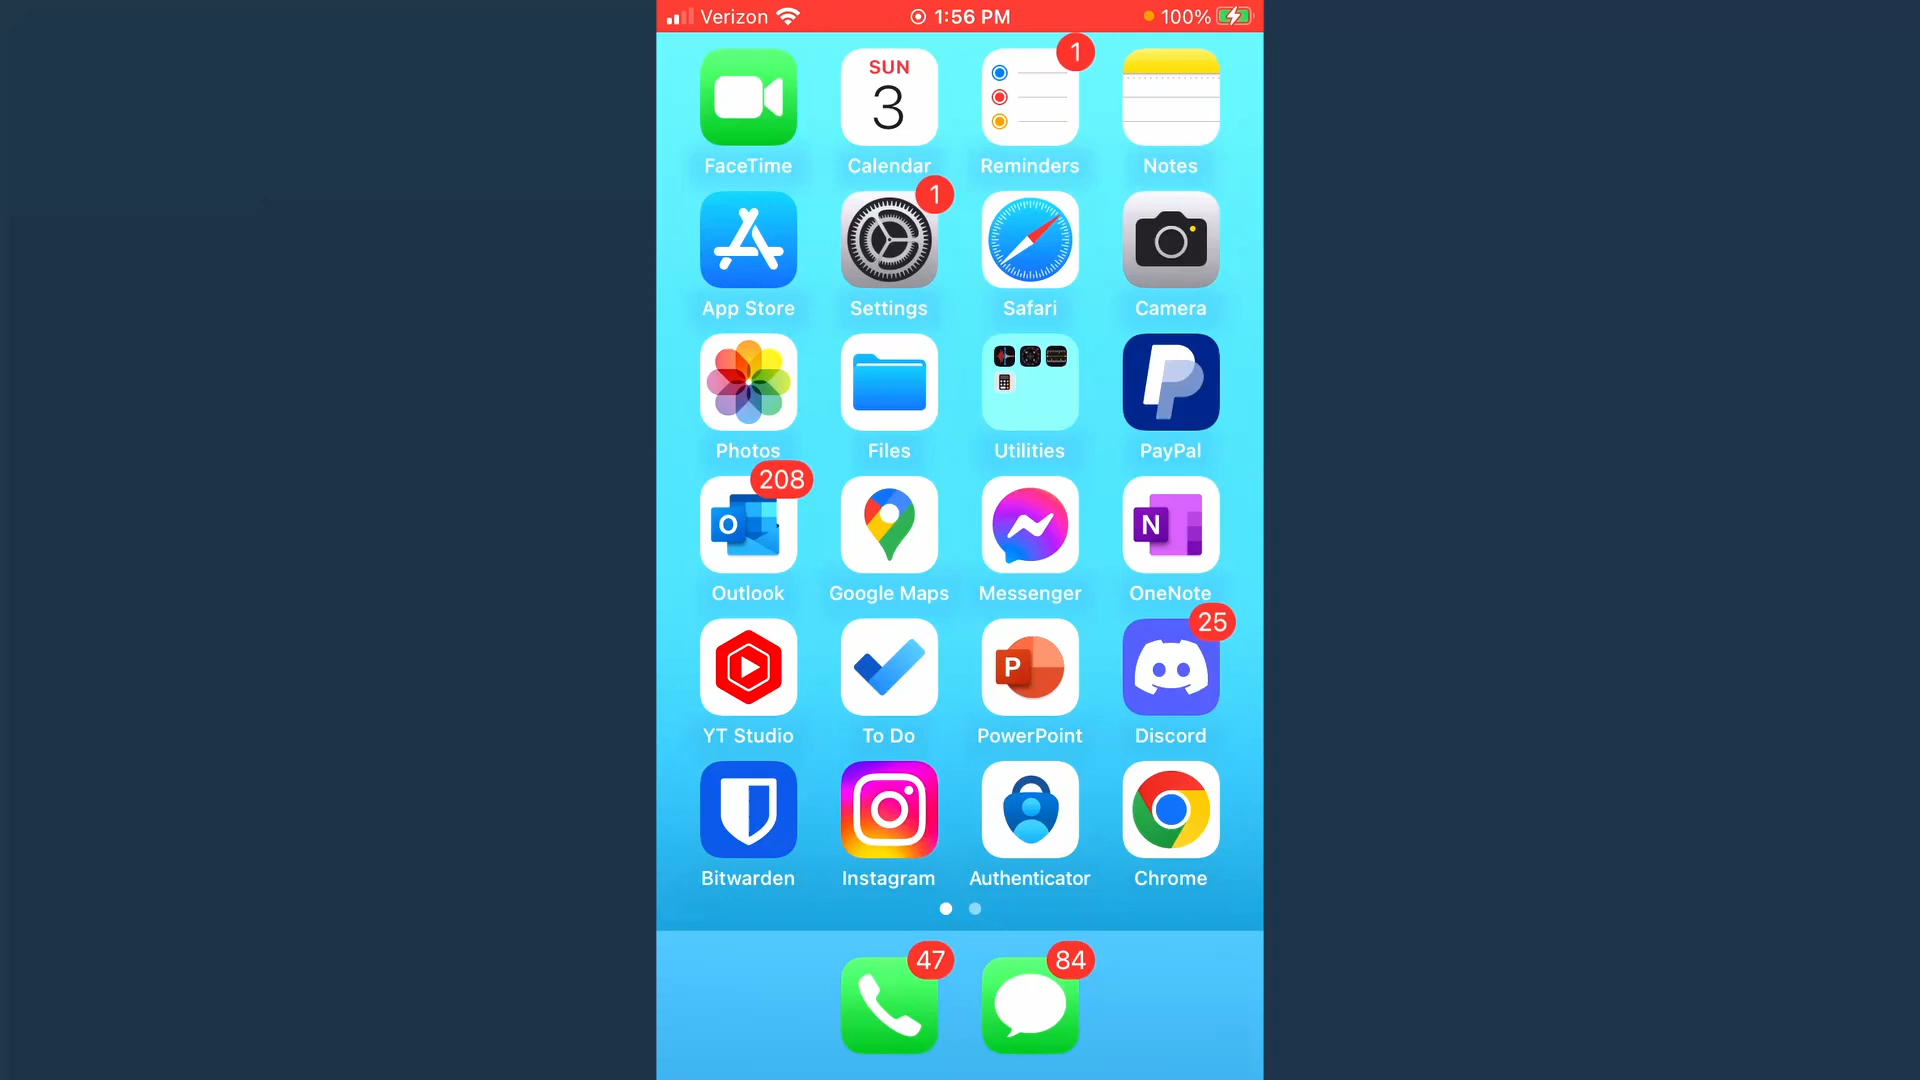 Verizon 1:56 PM 100%
SUN
3
1
FaceTime Calendar Reminders Notes
1
App Store Settings Safari Camera
Photos Files Utilities PayPal
208
O
N
Outlook Google Maps Messenger OneNote
25
P
YT Studio To Do PowerPoint Discord
Bitwarden Instagram Authenticator Chrome
47 84